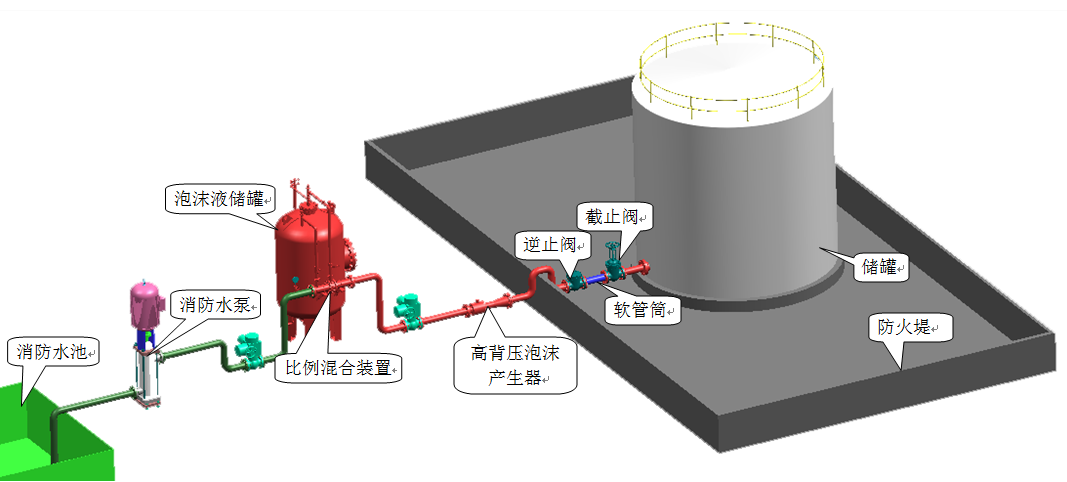 泡沫液储罐
截止阀
逆止阀
储罐
消防水泵
软管筒
防火堤
消防水池
比例混合装置
高背压泡沫
产生器